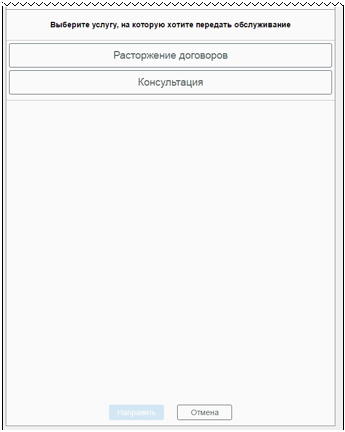 Выберите услугу, на которую хотите передать обслуживание
Расторжение договоров
Консультация
Направить
Отмена